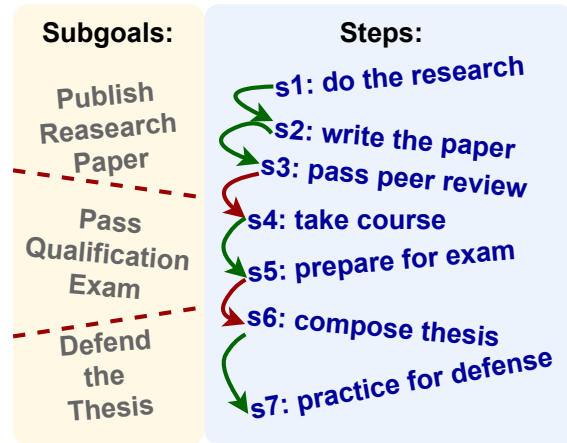 Subgoals:
Steps:
Publish
Reasearch
Paper
Pass
Qualification
Exam
Defend
the
Thesis
s1: do the research
s2: write the paper
s3: pass peer review
s4: take course
s5: prepare for exam
s6: compose thesis
s7: practice for defense